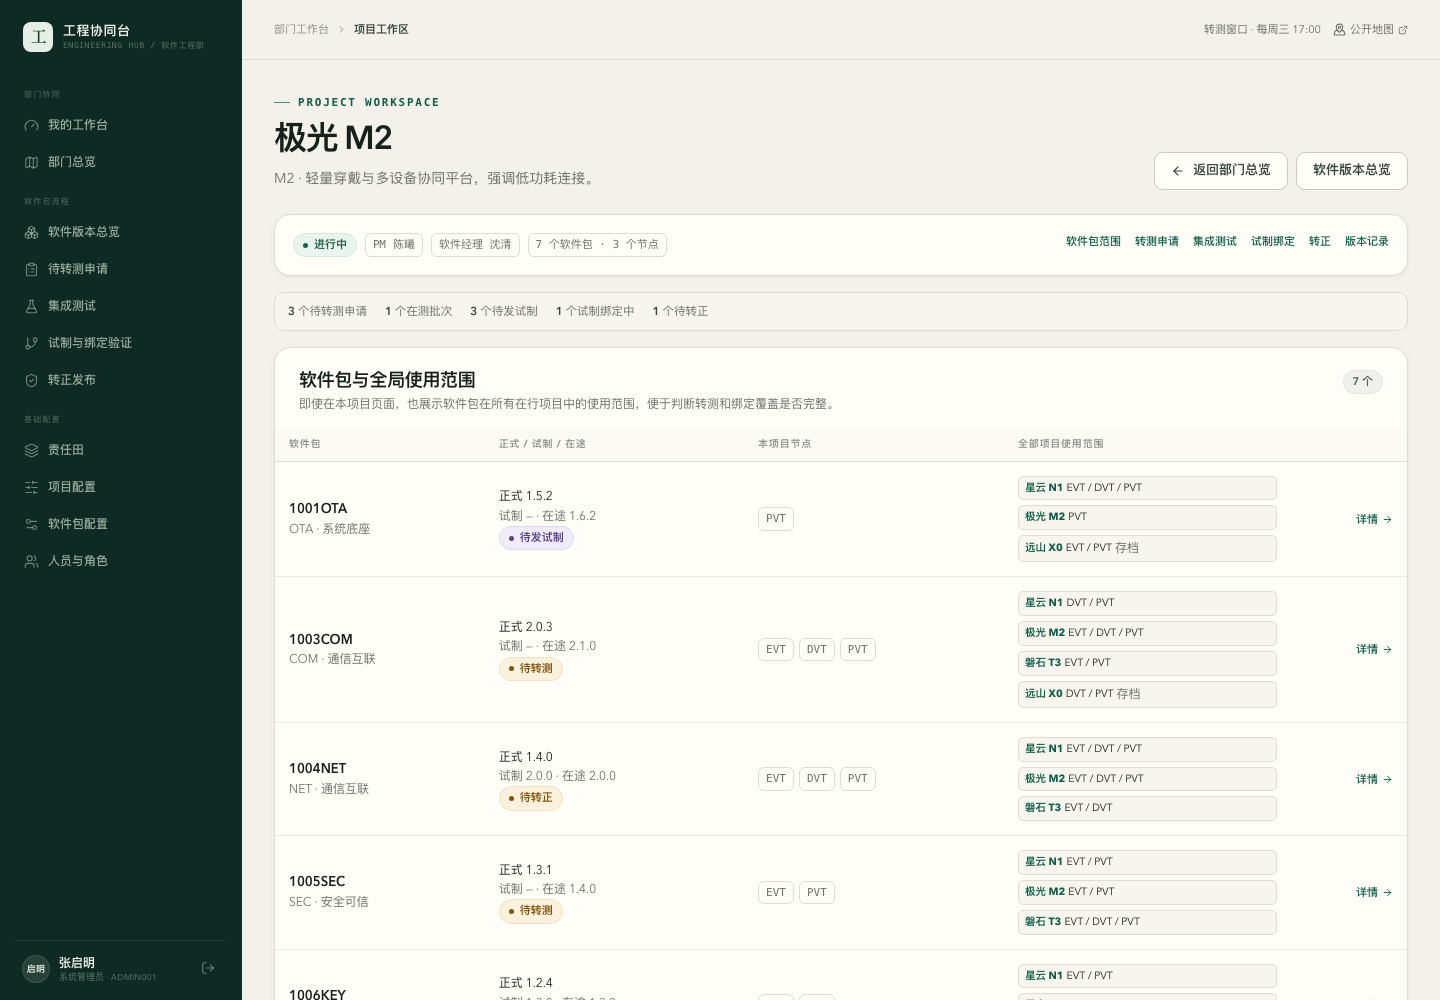 工程协同台
ENGINEERING HUB / 软件工程部
部门协同
我的工作台
部门总览
软件包流程
软件版本总览
待转测申请
集成测试
试制与绑定验证
转正发布
基础配置
责任田
项目配置
软件包配置
人员与角色
启明
张启明
系统管理员 · ADMIN001
部门工作台 > 项目工作区
转测窗口 · 每周三 17:00 公开地图
PROJECT WORKSPACE
极光 M2
M2 · 轻量穿戴与多设备协同平台，强调低功耗连接。
← 返回部门总览 软件版本总览
进行中 PM 陈曦 软件经理 沈清 7 个软件包 · 3 个节点
软件包范围 转测申请 集成测试 试制绑定 转正 版本记录
3 个待转测申请 1 个在测批次 3 个待发试制 1 个试制绑定中 1 个待转正
软件包与全局使用范围
7 个
即使在本项目页面，也展示软件包在所有在行项目中的使用范围，便于判断转测和绑定覆盖是否完整。
软件包 正式 / 试制 / 在途 本项目节点 全部项目使用范围
1001OTA
OTA · 系统底座
正式 1.5.2
试制 – · 在途 1.6.2
待发试制
PVT
星云 N1 EVT / DVT / PVT
极光 M2 PVT
远山 X0 EVT / PVT 存档
详情 →
1003COM
COM · 通信互联
正式 2.0.3
试制 – · 在途 2.1.0
待转测
EVT DVT PVT
星云 N1 DVT / PVT
极光 M2 EVT / DVT / PVT
磐石 T3 EVT / PVT
远山 X0 DVT / PVT 存档
详情 →
1004NET
NET · 通信互联
正式 1.4.0
试制 2.0.0 · 在途 2.0.0
待转正
EVT DVT PVT
星云 N1 EVT / DVT / PVT
极光 M2 EVT / DVT / PVT
磐石 T3 EVT / DVT
详情 →
1005SEC
SEC · 安全可信
正式 1.3.1
试制 – · 在途 1.4.0
待转测
EVT PVT
星云 N1 EVT / PVT
极光 M2 EVT / PVT
磐石 T3 EVT / DVT / PVT
详情 →
1006KEY
正式 1.2.4
星云 N1 EVT / PVT